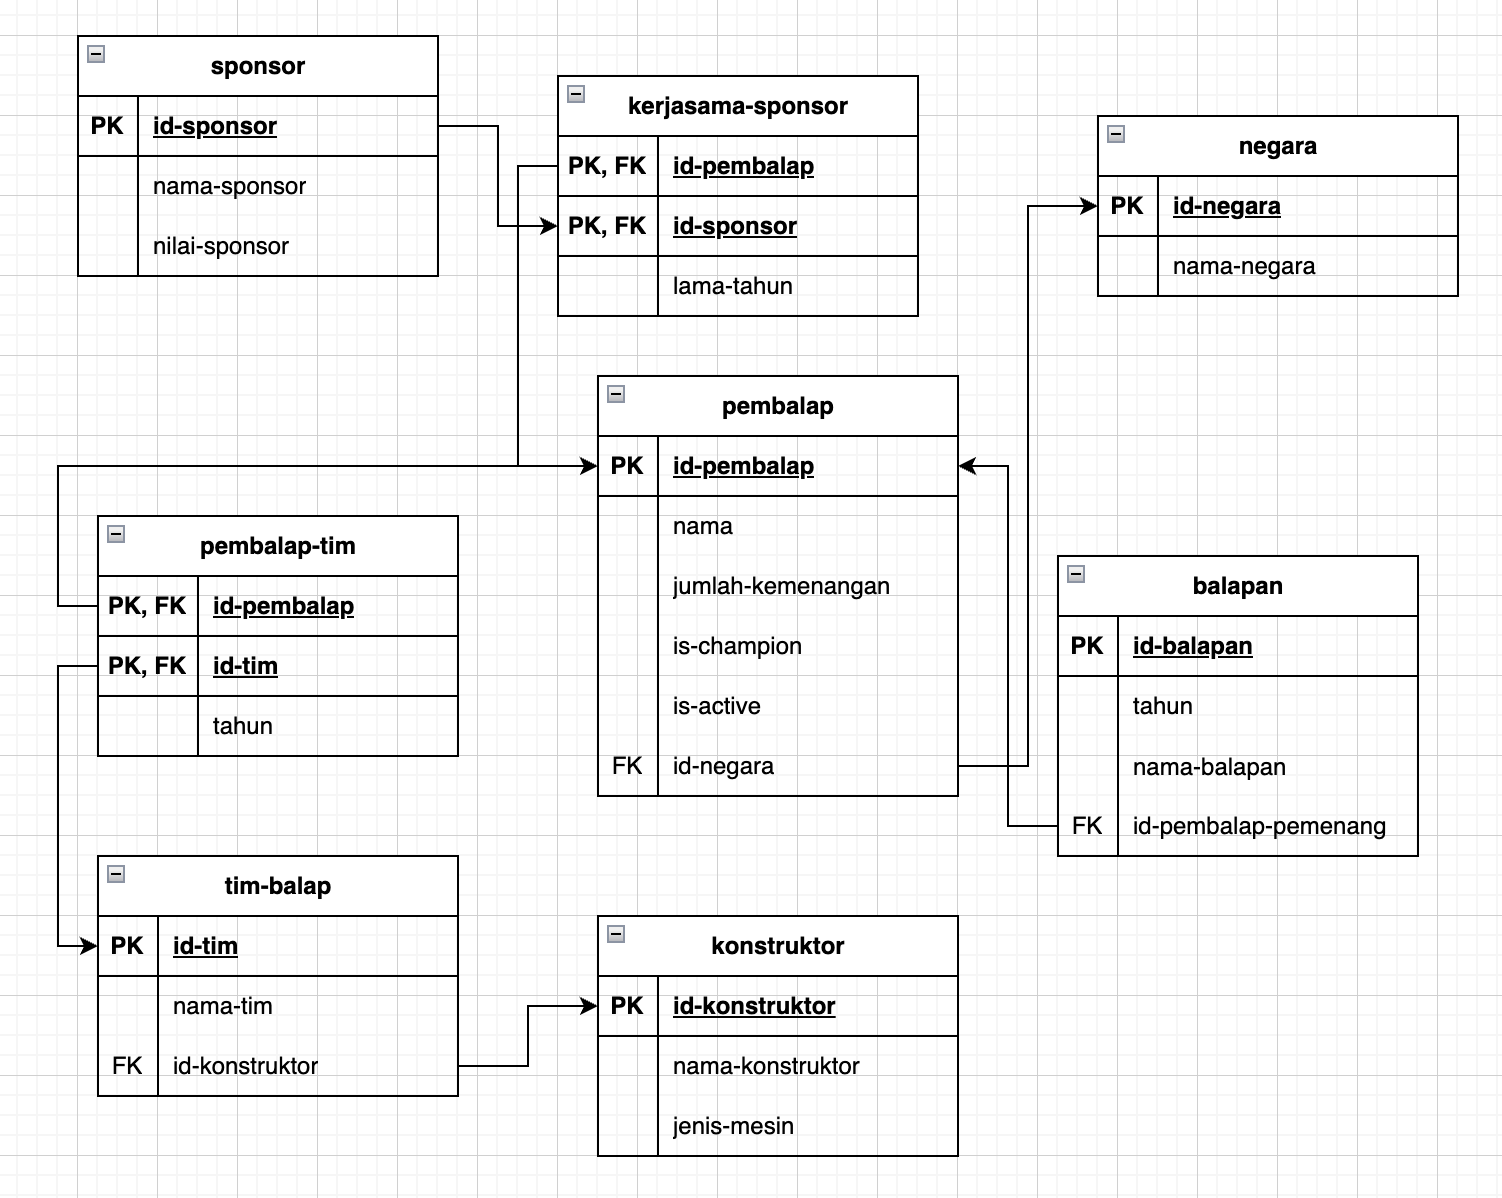 sponsor
PK id-sponsor
nama-sponsor
nilai-sponsor
kerjasama-sponsor
PK, FK id-pembalap
PK, FK id-sponsor
lama-tahun
negara
PK id-negara
nama-negara
pembalap
PK id-pembalap
nama
jumlah-kemenangan
is-champion
is-active
FK id-negara
pembalap-tim
PK, FK id-pembalap
PK, FK id-tim
tahun
balapan
PK id-balapan
tahun
nama-balapan
FK id-pembalap-pemenang
tim-balap
PK id-tim
nama-tim
FK id-konstruktor
konstruktor
PK id-konstruktor
nama-konstruktor
jenis-mesin